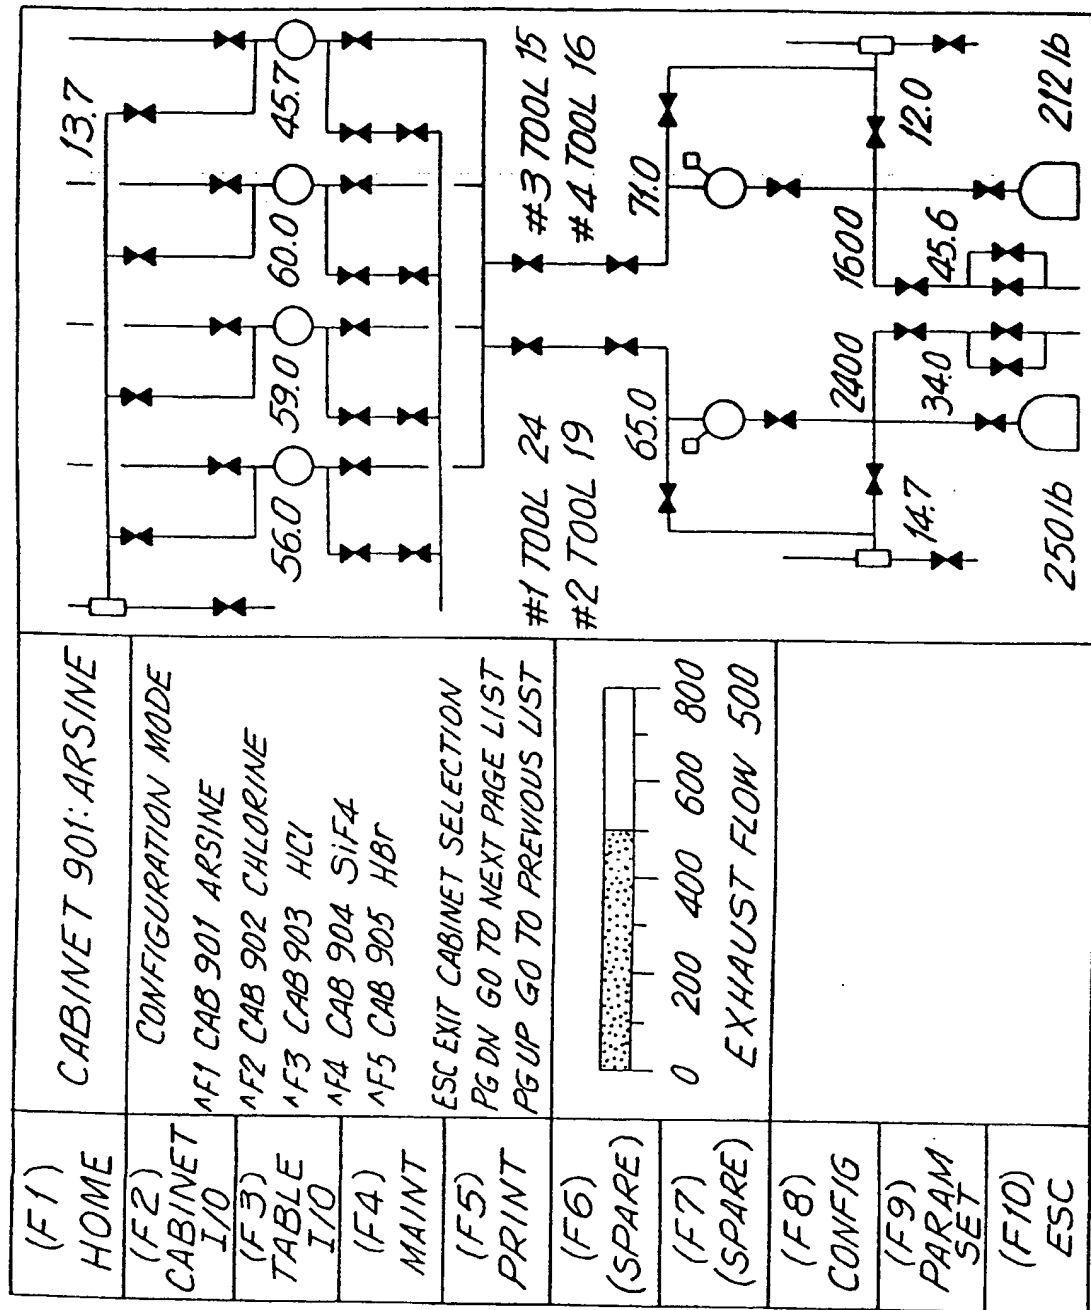 (F1)
HOME
(F2)
CABINET
I/O
(F3)
TABLE
I/O
(F4)
MAINT
(F5)
PRINT
(F6)
(SPARE)
(F7)
(SPARE)
(F8)
CONFIG
(F9)
PARAM
SET
(F10)
ESC
CABINET 901: ARSINE
CONFIGURATION MODE
^F1 CAB 901 ARSINE
^F2 CAB 902 CHLORINE
^F3 CAB 903 HCl
^F4 CAB 904 SiF4
^F5 CAB 905 HBr
ESC EXIT CABINET SELECTION
PG DN GO TO NEXT PAGE LIST
PG UP GO TO PREVIOUS LIST
0 200 400 600 800
EXHAUST FLOW 500
13.7
56.0 59.0 60.0 45.7
#1 TOOL 24
#2 TOOL 19
#3 TOOL 15
#4 TOOL 16
65.0 71.0
2400 1600
14.7 34.0 45.6 12.0
250 lb 212 lb